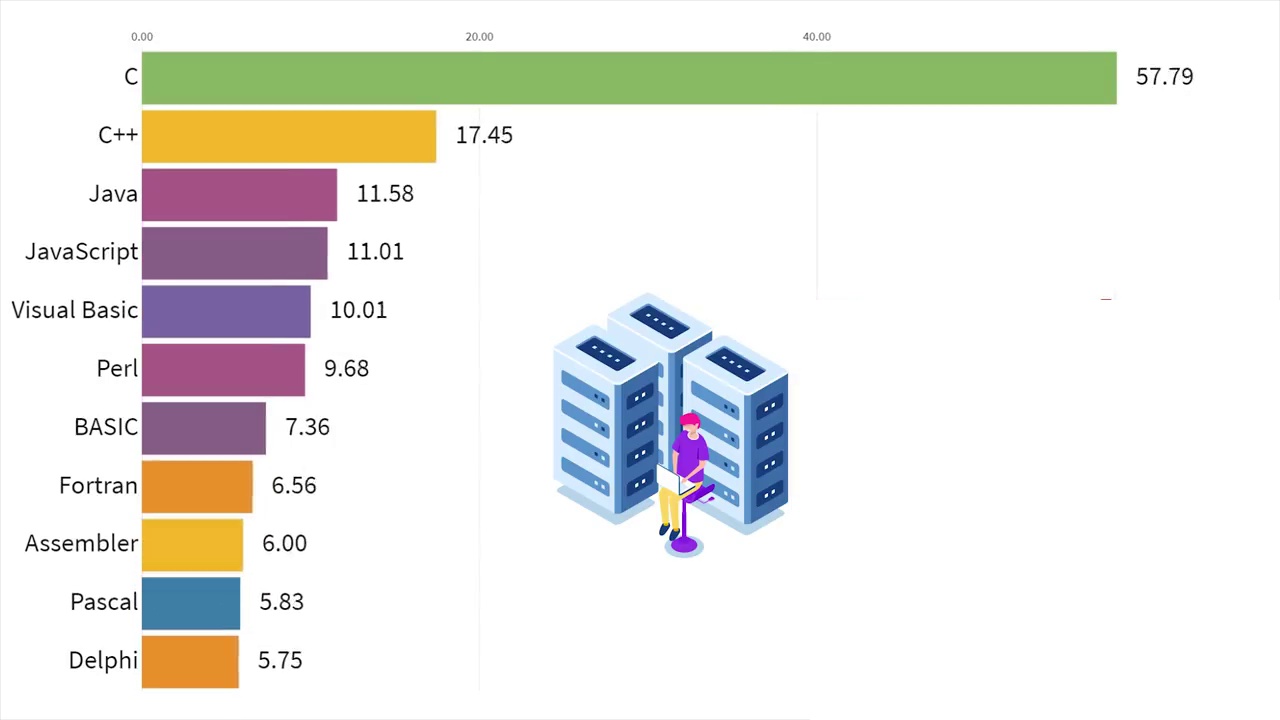 0.00 20.00 40.00
C 57.79
C++ 17.45
Java 11.58
JavaScript 11.01
Visual Basic 10.01
Perl 9.68
BASIC 7.36
Fortran 6.56
Assembler 6.00
Pascal 5.83
Delphi 5.75